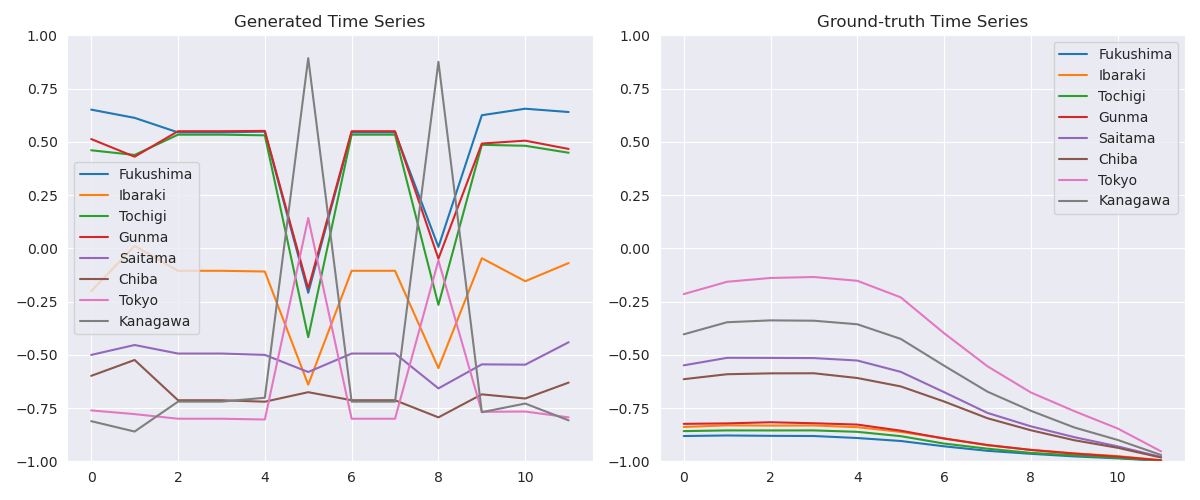 Generated Time Series
1.00
0.75
0.50
0.25
0.00
−0.25
−0.50
−0.75
−1.00
0 2 4 6 8 10
Fukushima
Ibaraki
Tochigi
Gunma
Saitama
Chiba
Tokyo
Kanagawa
Ground-truth Time Series
1.00
0.75
0.50
0.25
0.00
−0.25
−0.50
−0.75
−1.00
0 2 4 6 8 10
Fukushima
Ibaraki
Tochigi
Gunma
Saitama
Chiba
Tokyo
Kanagawa